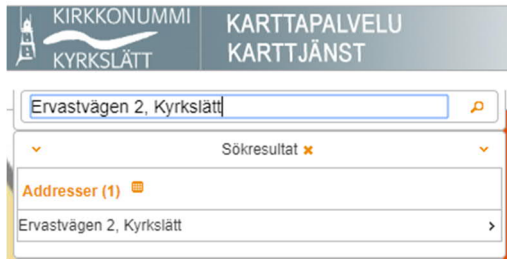 KIRKKONUMMI
KYRKSLÄTT
KARTTAPALVELU
KARTTJÄNST
Ervastvägen 2, Kyrkslätt
Sökresultat
Addresser (1)
Ervastvägen 2, Kyrkslätt